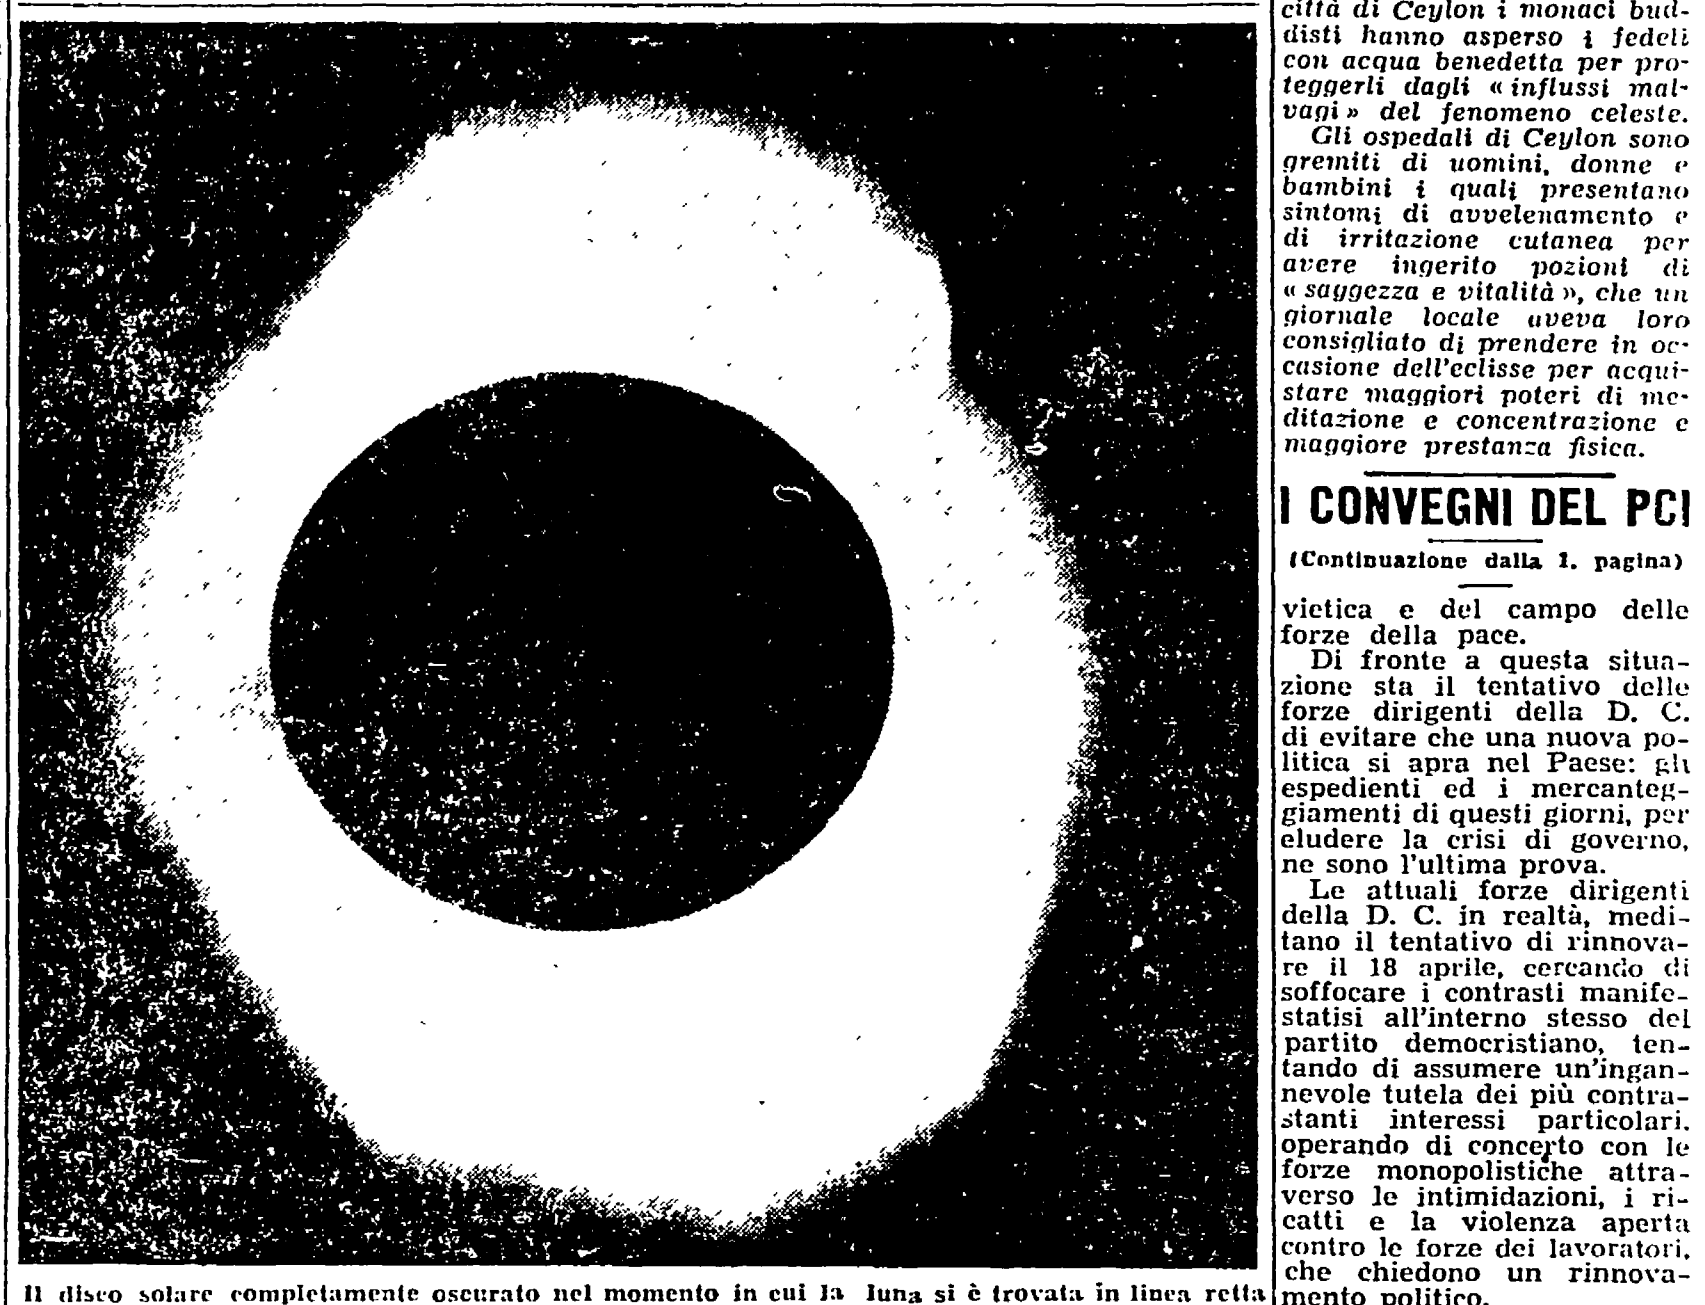 città di Ceylon i monaci bud-
disti hanno asperso i fedeli
con acqua benedetta per pro-
teggerli dagli « influssi mal-
vagi » del fenomeno celeste.
Gli ospedali di Ceylon sono
gremiti di uomini, donne e
bambini i quali presentano
sintomi di avvelenamento e
di irritazione cutanea per
avere ingerito pozioni di
« saggezza e vitalità », che un
giornale locale aveva loro
consigliato di prendere in oc-
casione dell'eclisse per acqui-
stare maggiori poteri di me-
ditazione e concentrazione e
maggiore prestanza fisica.
I CONVEGNI DEL PCI
(Continuazione dalla 1. pagina)
vietica e del campo delle
forze della pace.
Di fronte a questa situa-
zione sta il tentativo delle
forze dirigenti della D. C.
di evitare che una nuova po-
litica si apra nel Paese: gli
espedienti ed i mercanteg-
giamenti di questi giorni, per
eludere la crisi di governo,
ne sono l'ultima prova.
Le attuali forze dirigenti
della D. C. in realtà, medi-
tano il tentativo di rinnova-
re il 18 aprile, cercando di
soffocare i contrasti manife-
statisi all'interno stesso del
partito democristiano, ten-
tando di assumere un'ingan-
nevole tutela dei più contra-
stanti interessi particolari,
operando di concerto con le
forze monopolistiche attra-
verso le intimidazioni, i ri-
catti e la violenza aperta
contro le forze dei lavoratori,
che chiedono un rinnova-
mento politico.
Il disco solare completamente oscurato nel momento in cui la luna si è trovata in linea retta